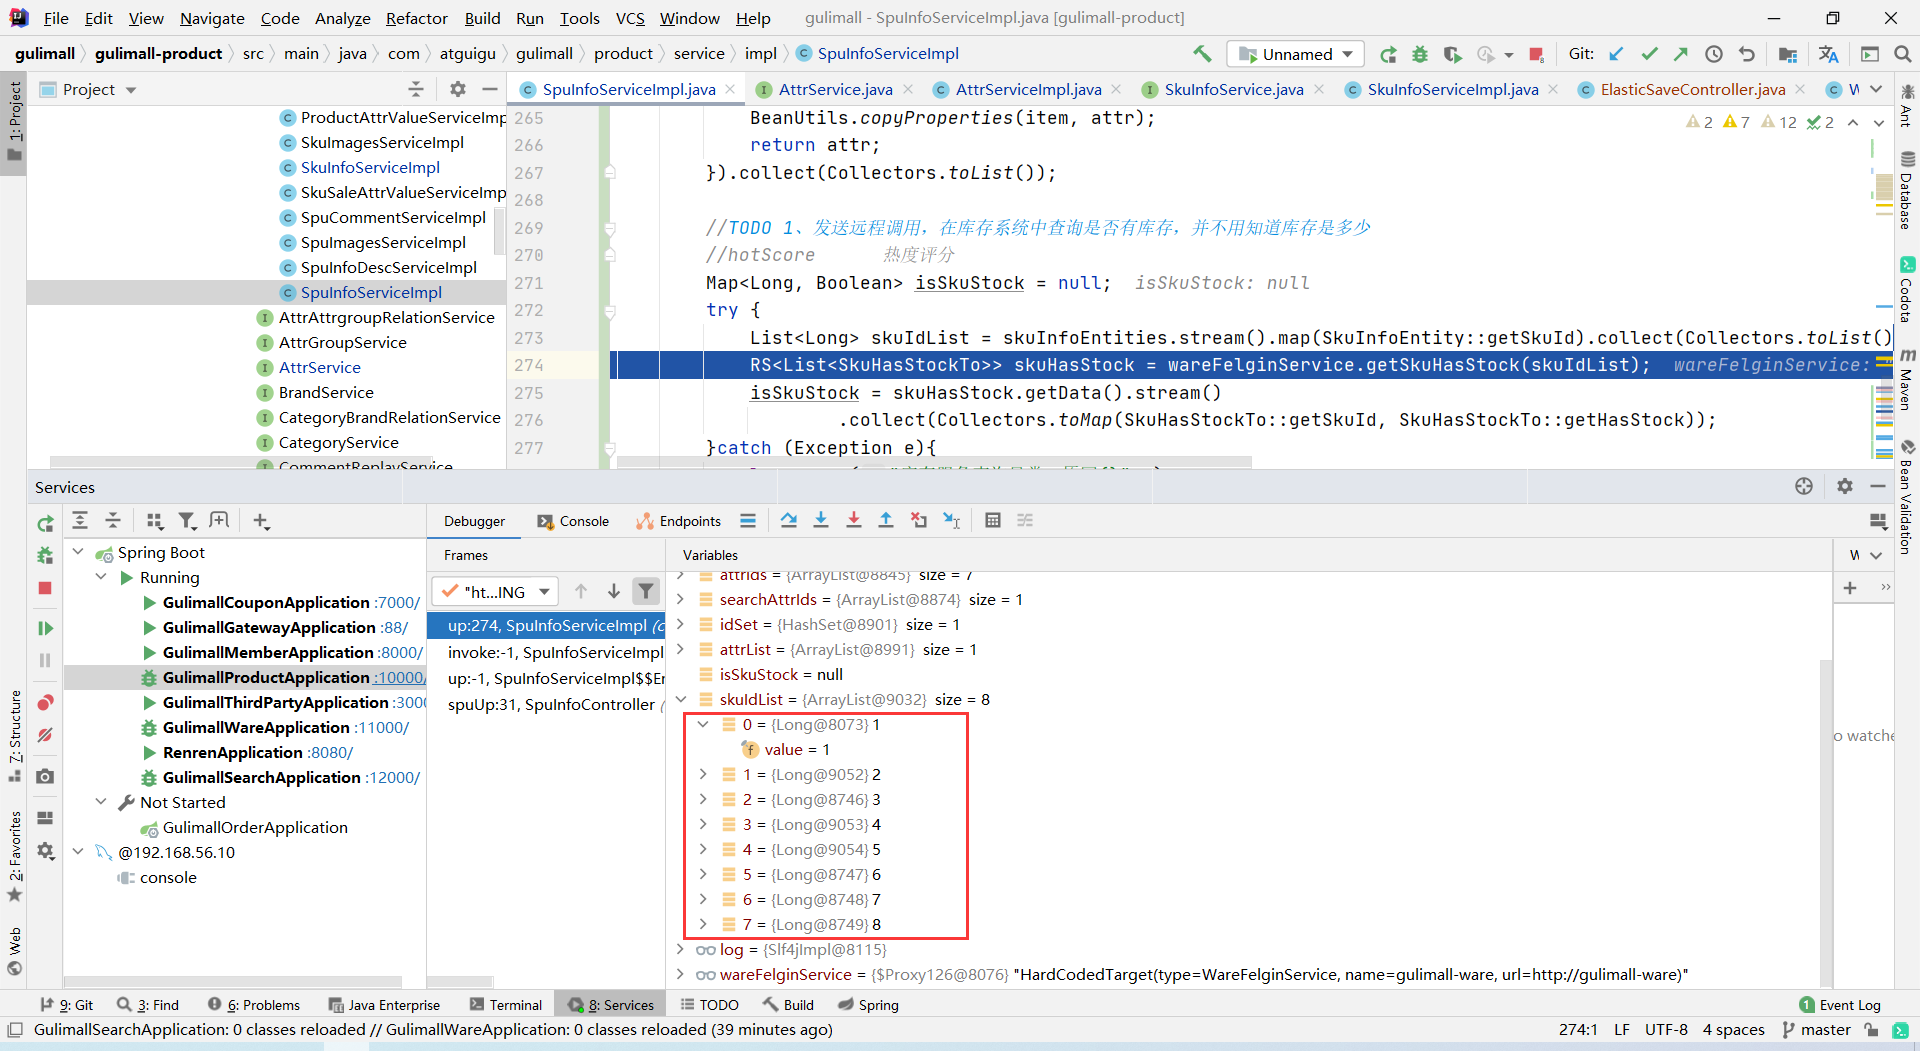 File Edit View Navigate Code Analyze Refactor Build Run Tools VCS Window Help gulimall - SpuInfoServiceImpl.java [gulimall-product]
gulimall gulimall-product src main java com atguigu gulimall product service impl SpuInfoServiceImpl Unnamed Git:
1: Project
Project
SpuInfoServiceImpl.java AttrService.java AttrServiceImpl.java SkuInfoService.java SkuInfoServiceImpl.java ElasticSaveController.java
ProductAttrValueServiceImp
SkuImagesServiceImpl
SkuInfoServiceImpl
SkuSaleAttrValueServiceImp
SpuCommentServiceImpl
SpuImagesServiceImpl
SpuInfoDescServiceImpl
SpuInfoServiceImpl
AttrAttrgroupRelationService
AttrGroupService
AttrService
BrandService
CategoryBrandRelationService
CategoryService
CommentReplayService
2 7 12 2
265 BeanUtils.copyProperties(item, attr);
266 return attr;
267 }).collect(Collectors.toList());
268
269 //TODO 1、发送远程调用，在库存系统中查询是否有库存，并不用知道库存是多少
270 //hotScore 热度评分
271 Map<Long, Boolean> isSkuStock = null; isSkuStock: null
272 try {
273 List<Long> skuIdList = skuInfoEntities.stream().map(SkuInfoEntity::getSkuId).collect(Collectors.toList()
274 RS<List<SkuHasStockTo>> skuHasStock = wareFelginService.getSkuHasStock(skuIdList); wareFelginService:
275 isSkuStock = skuHasStock.getData().stream()
276 .collect(Collectors.toMap(SkuHasStockTo::getSkuId, SkuHasStockTo::getHasStock));
277 }catch (Exception e){
Ant
Database
Codota
Maven
Bean Validation
Services
Debugger Console Endpoints
Spring Boot
Running
GulimallCouponApplication :7000/
GulimallGatewayApplication :88/
GulimallMemberApplication :8000/
GulimallProductApplication :10000/
GulimallThirdPartyApplication :3000
GulimallWareApplication :11000/
RenrenApplication :8080/
GulimallSearchApplication :12000/
Not Started
GulimallOrderApplication
@192.168.56.10
console
Frames
"ht...ING
up:274, SpuInfoServiceImpl (c
invoke:-1, SpuInfoServiceImpl
up:-1, SpuInfoServiceImpl$$Er
spuUp:31, SpuInfoController (
Variables
attrIds = {ArrayList@8845} size = 7
searchAttrIds = {ArrayList@8874} size = 1
idSet = {HashSet@8901} size = 1
attrList = {ArrayList@8991} size = 1
isSkuStock = null
skuIdList = {ArrayList@9032} size = 8
0 = {Long@8073} 1
value = 1
1 = {Long@9052} 2
2 = {Long@8746} 3
3 = {Long@9053} 4
4 = {Long@9054} 5
5 = {Long@8747} 6
6 = {Long@8748} 7
7 = {Long@8749} 8
log = {Slf4jImpl@8115}
wareFelginService = {$Proxy126@8076} "HardCodedTarget(type=WareFelginService, name=gulimall-ware, url=http://gulimall-ware)"
o watche
7: Structure
2: Favorites
Web
9: Git 3: Find 6: Problems Java Enterprise Terminal 8: Services TODO Build Spring 1 Event Log
GulimallSearchApplication: 0 classes reloaded // GulimallWareApplication: 0 classes reloaded (39 minutes ago) 274:1 LF UTF-8 4 spaces master